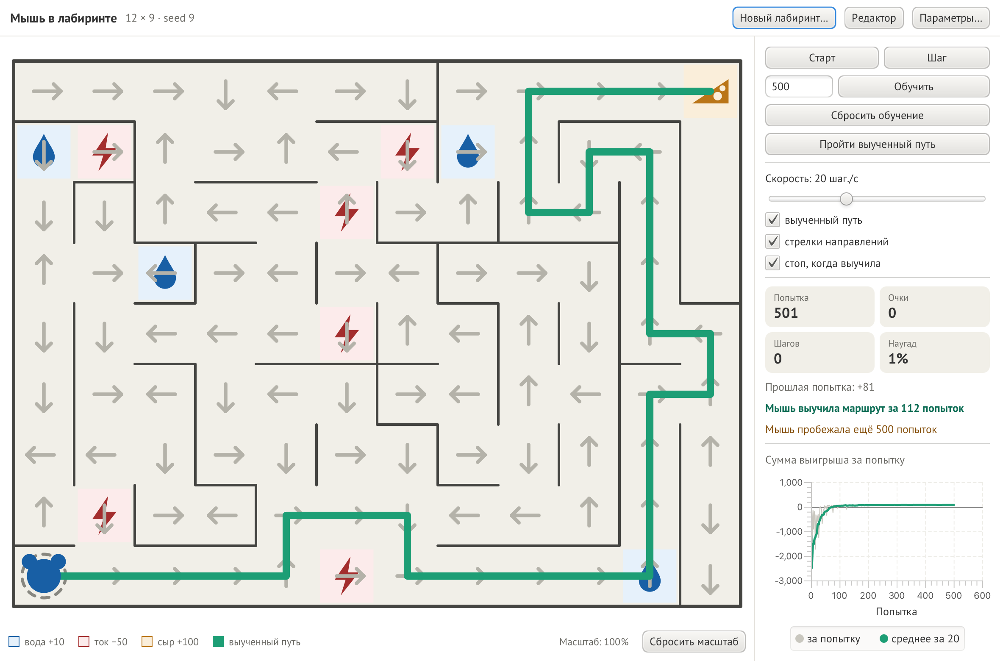 Мышь в лабиринте 12 × 9 · seed 9
Новый лабиринт... Редактор Параметры...
Старт Шаг
500 Обучить
Сбросить обучение
Пройти выученный путь
Скорость: 20 шаг./с
выученный путь
стрелки направлений
стоп, когда выучила
Попытка Очки
501 0
Шагов Наугад
0 1%
Прошлая попытка: +81
Мышь выучила маршрут за 112 попыток
Мышь пробежала ещё 500 попыток
Сумма выигрыша за попытку
1,000
0
-1,000
-2,000
-3,000
0 100 200 300 400 500 600
Попытка
за попытку среднее за 20
вода +10 ток −50 сыр +100 выученный путь Масштаб: 100% Сбросить масштаб